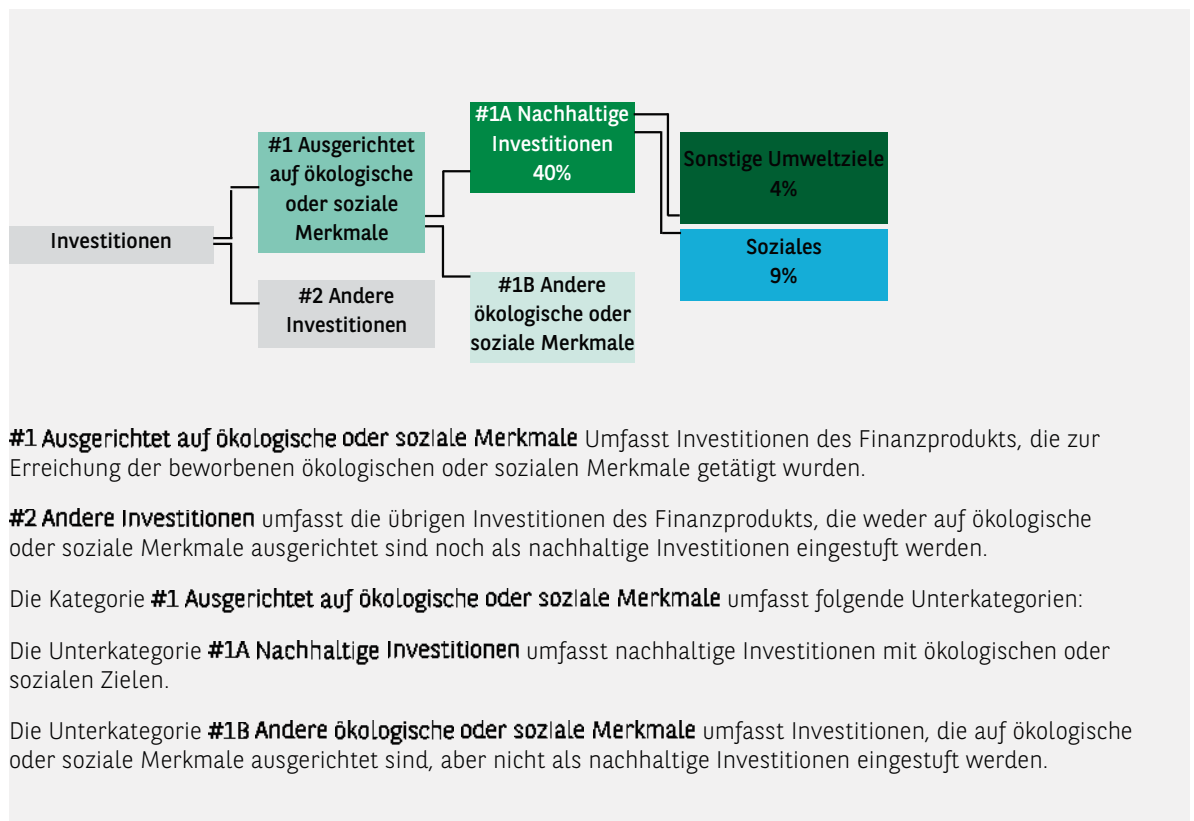 #1A Nachhaltige
Investitionen
40%
#1 Ausgerichtet
auf ökologische
oder soziale
Merkmale
Sonstige Umweltziele
4%
Investitionen
Soziales
9%
#2 Andere
Investitionen
#1B Andere
ökologische oder
soziale Merkmale
#1 Ausgerichtet auf ökologische oder soziale Merkmale Umfasst Investitionen des Finanzprodukts, die zur
Erreichung der beworbenen ökologischen oder sozialen Merkmale getätigt wurden.
#2 Andere Investitionen umfasst die übrigen Investitionen des Finanzprodukts, die weder auf ökologische
oder soziale Merkmale ausgerichtet sind noch als nachhaltige Investitionen eingestuft werden.
Die Kategorie #1 Ausgerichtet auf ökologische oder soziale Merkmale umfasst folgende Unterkategorien:
Die Unterkategorie #1A Nachhaltige Investitionen umfasst nachhaltige Investitionen mit ökologischen oder
sozialen Zielen.
Die Unterkategorie #1B Andere ökologische oder soziale Merkmale umfasst Investitionen, die auf ökologische
oder soziale Merkmale ausgerichtet sind, aber nicht als nachhaltige Investitionen eingestuft werden.